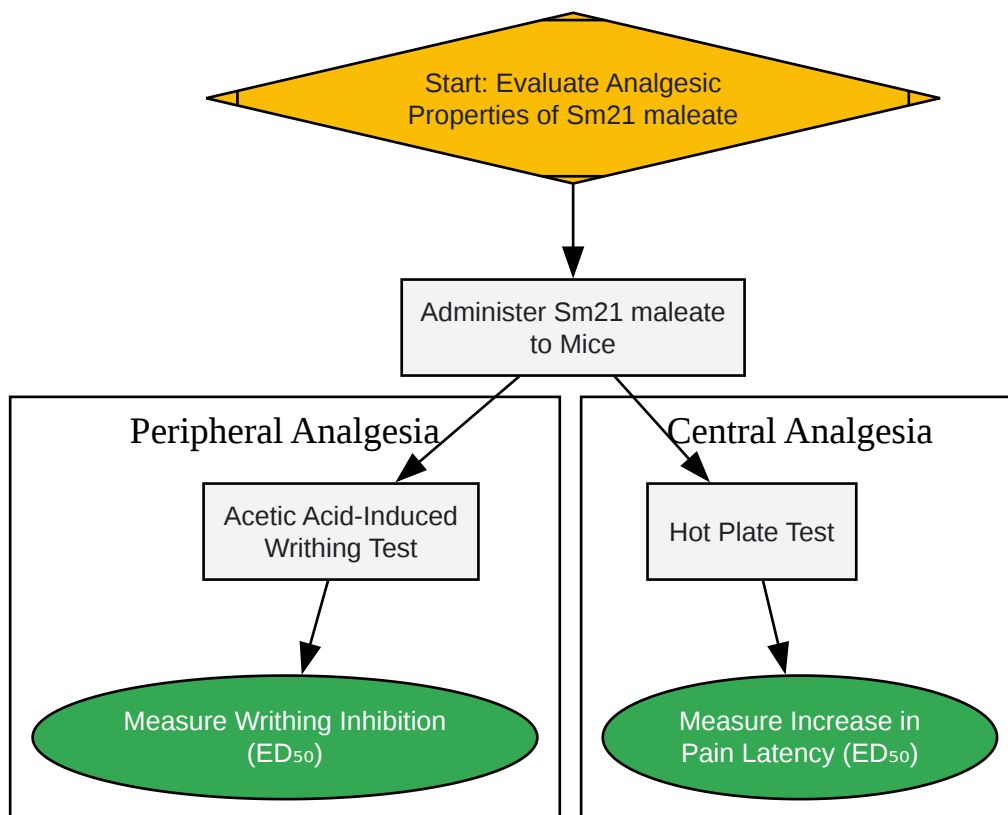 Start: Evaluate Analgesic
Properties of Sm21 maleate
Administer Sm21 maleate
to Mice
Peripheral Analgesia
Acetic Acid-Induced
Writhing Test
Measure Writhing Inhibition
(ED₅₀)
Central Analgesia
Hot Plate Test
Measure Increase in
Pain Latency (ED₅₀)